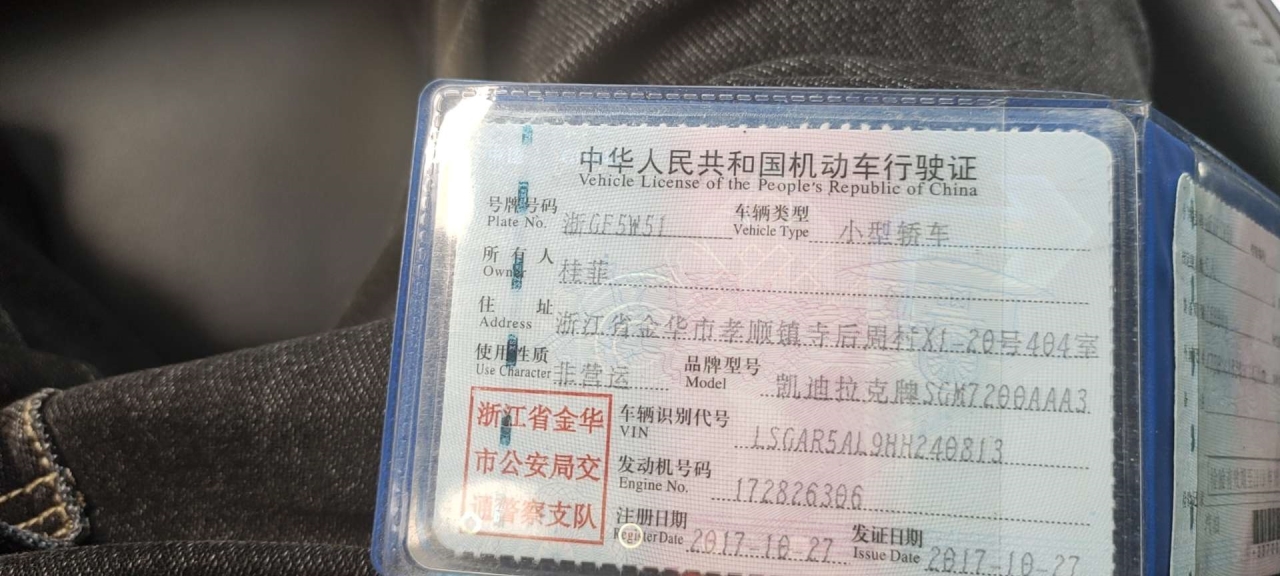 中华人民共和国机动车行驶证
Vehicle License of the People's Republic of China
号牌号码 浙GF5W51 车辆类型 小型轿车
Plate No. Vehicle Type
所有人 桂菲
Owner
住址 浙江省金华市孝顺镇寺后周村X1-20号404室
Address
使用性质 非营运 品牌型号 凯迪拉克牌SGM7200AAA3
Use Character Model
浙江省金华
市公安局交
通警察支队
车辆识别代号 LSGAR5AL9HH240813
VIN
发动机号码 172826306
Engine No.
注册日期 2017-10-27 发证日期 2017-10-27
Register Date Issue Date